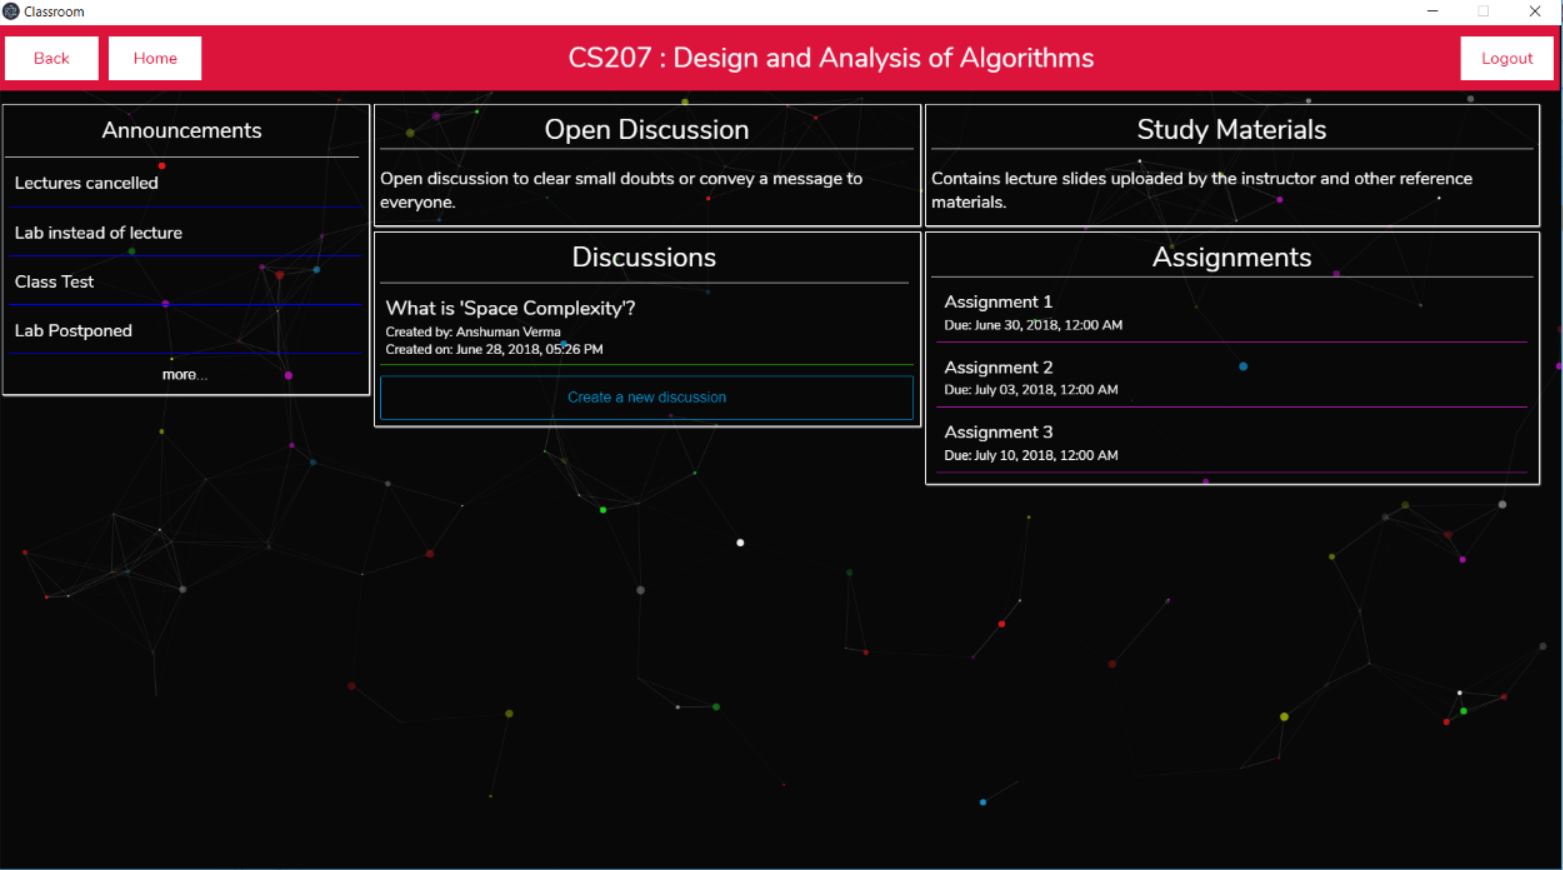 Classroom
Back
Home
CS207 : Design and Analysis of Algorithms
Logout
Announcements
Lectures cancelled
Lab instead of lecture
Class Test
Lab Postponed
more...
Open Discussion
Open discussion to clear small doubts or convey a message to
everyone.
Discussions
What is 'Space Complexity'?
Created by: Anshuman Verma
Created on: June 28, 2018, 05:26 PM
Create a new discussion
Study Materials
Contains lecture slides uploaded by the instructor and other reference
materials.
Assignments
Assignment 1
Due: June 30, 2018, 12:00 AM
Assignment 2
Due: July 03, 2018, 12:00 AM
Assignment 3
Due: July 10, 2018, 12:00 AM